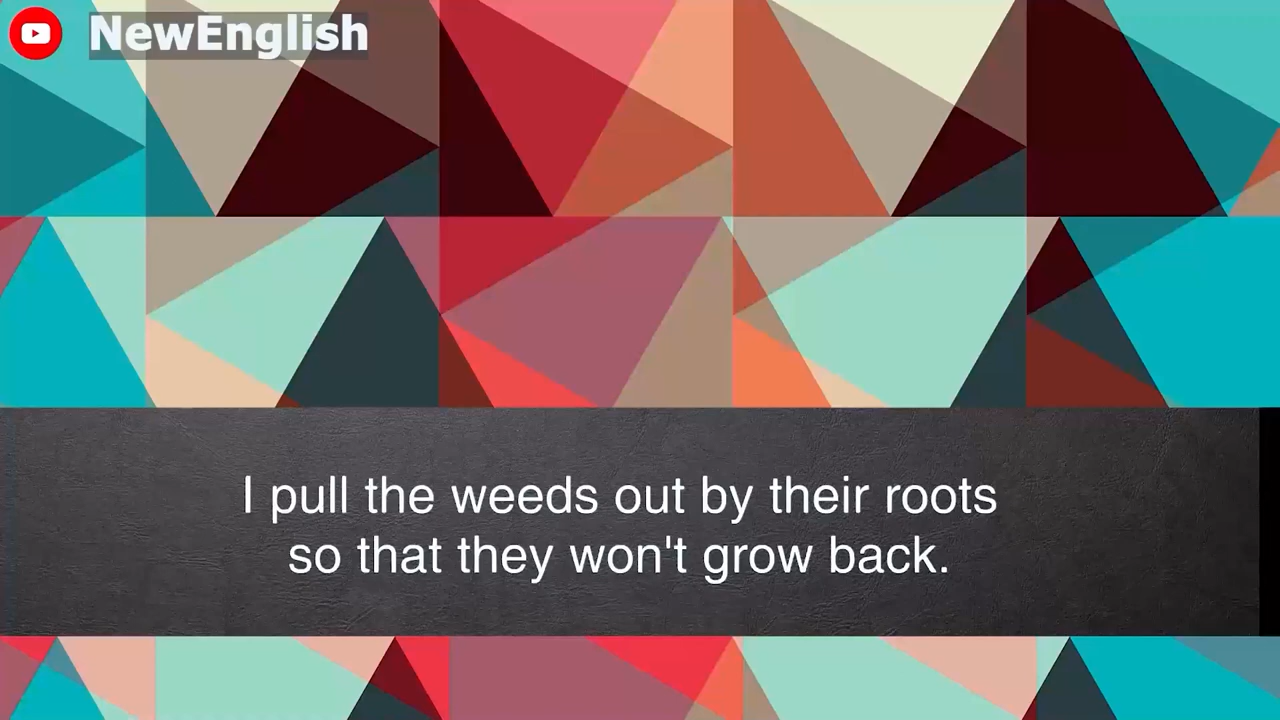 NewEnglish
I pull the weeds out by their roots
so that they won't grow back.